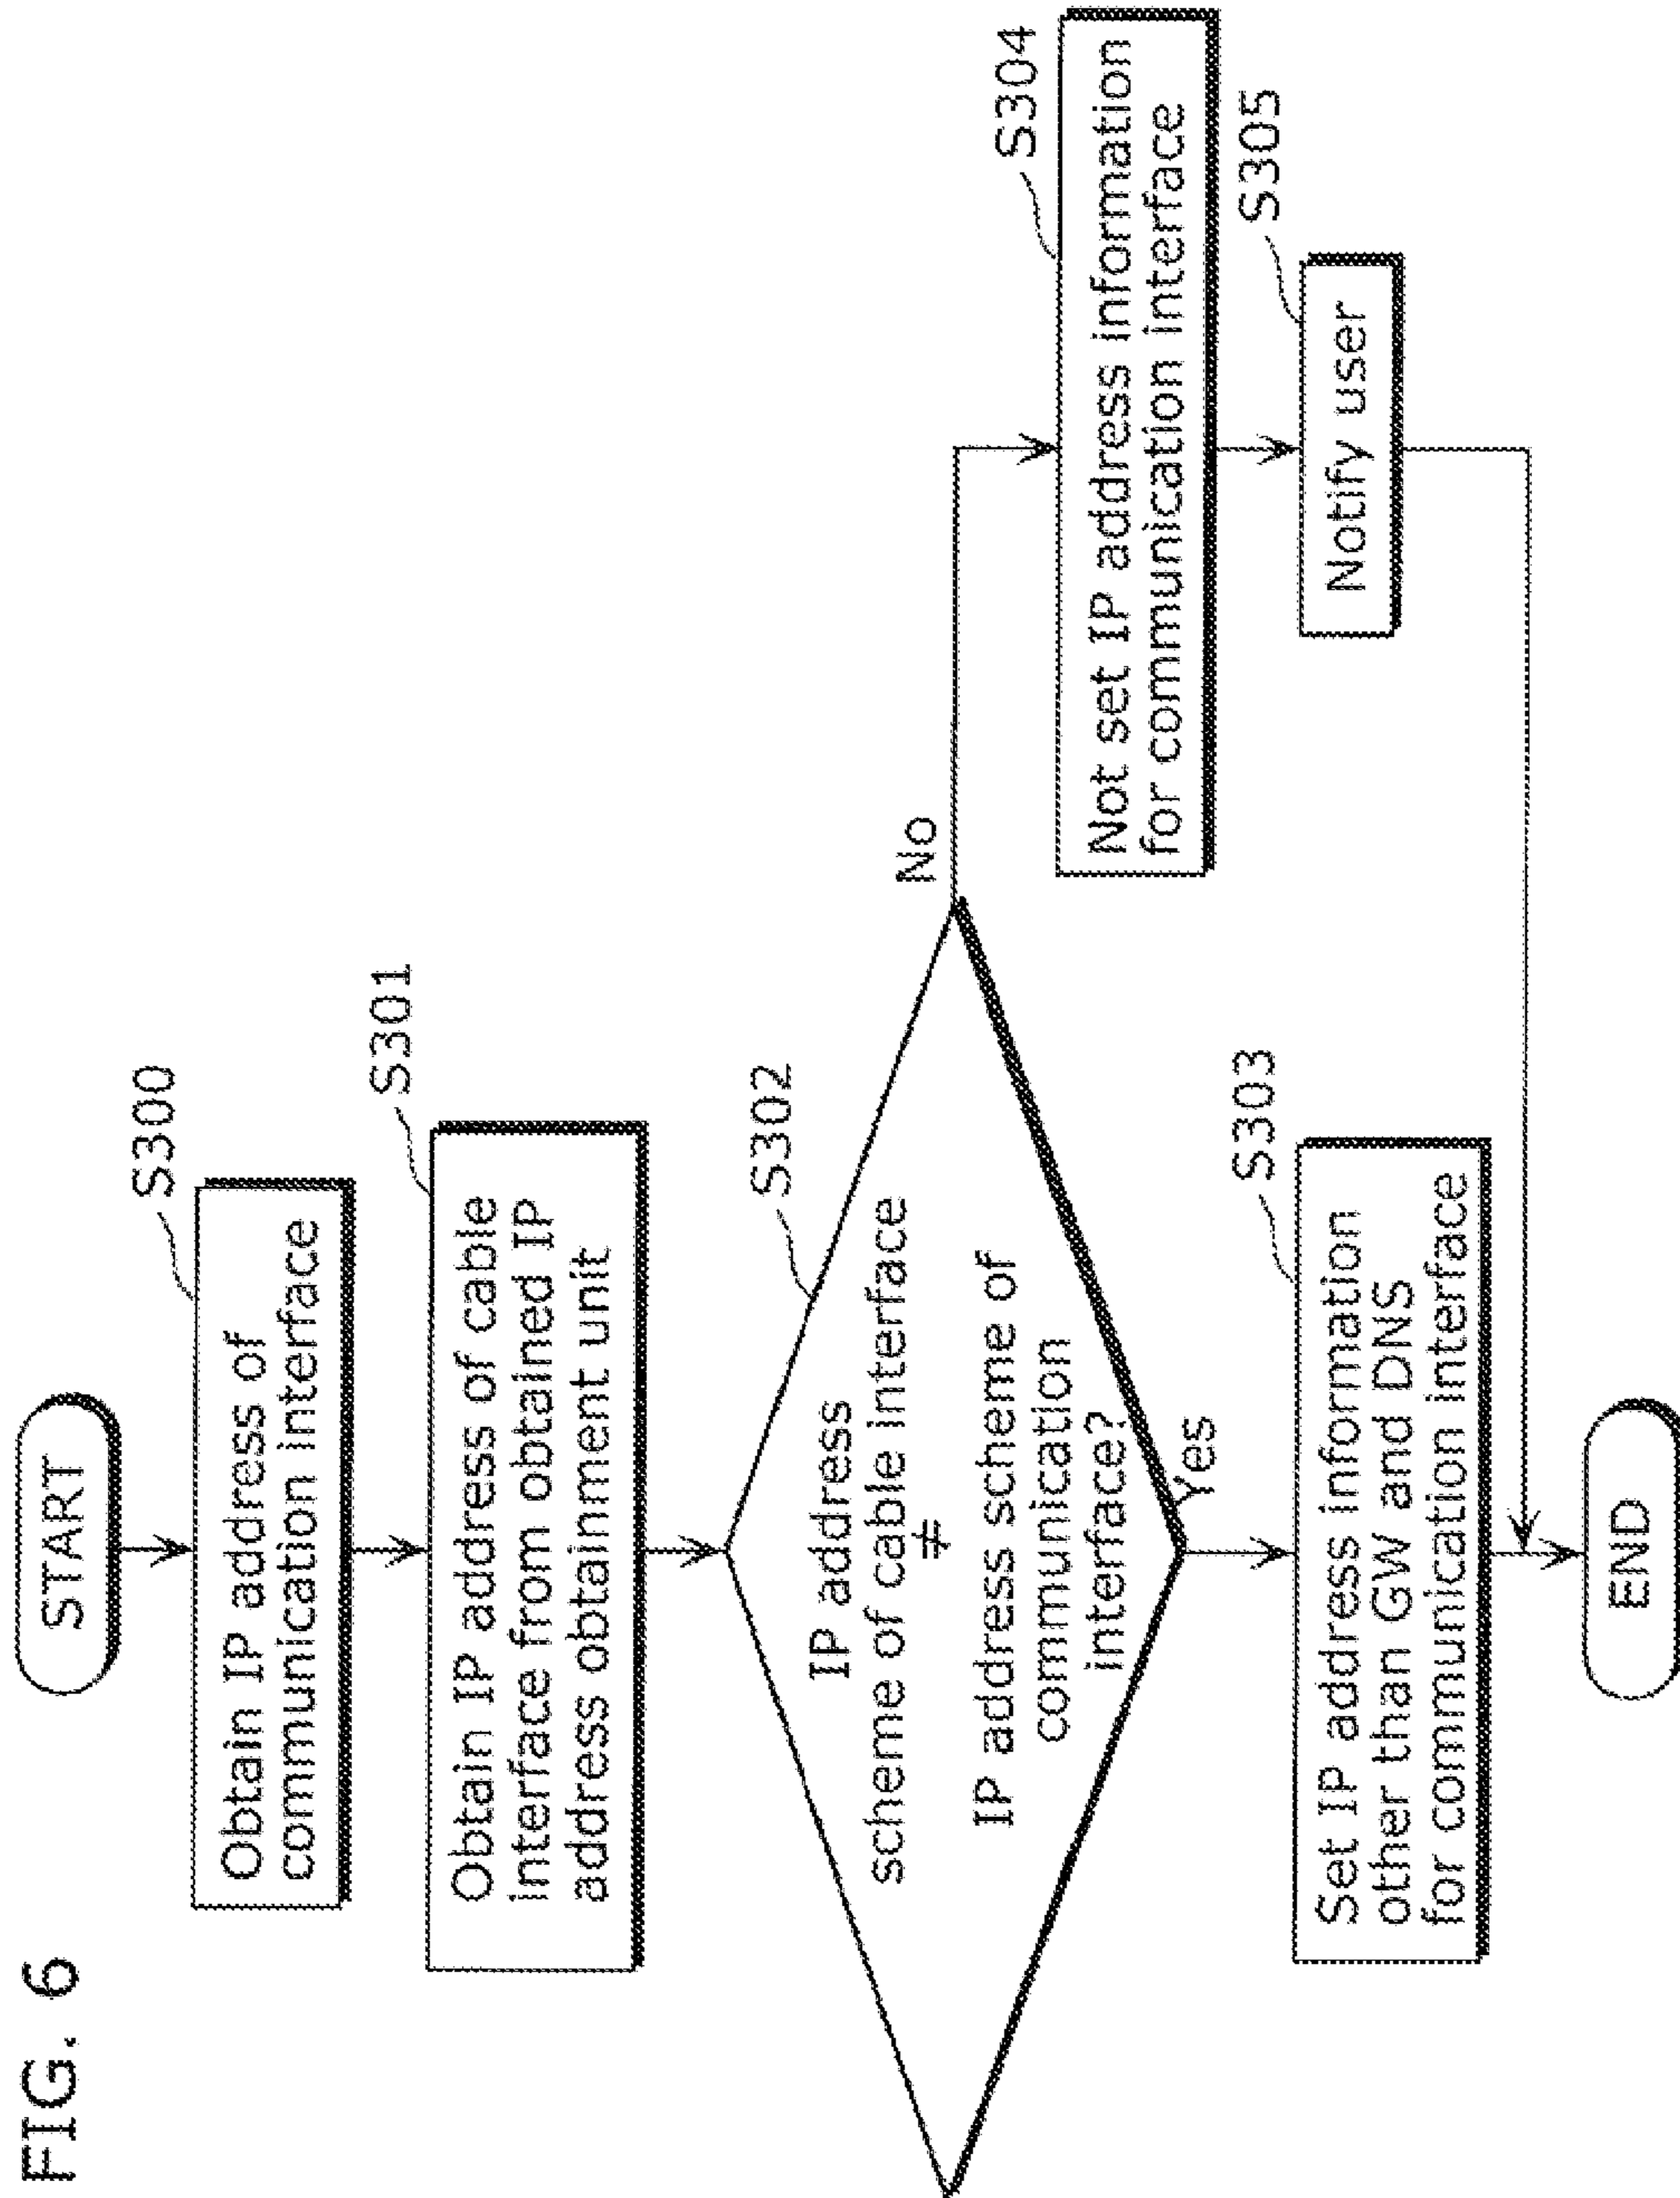 FIG. 6
START
S300
Obtain IP address of
communication interface
S301
Obtain IP address of cable
interface from obtained IP
address obtainment unit
S302
IP address
scheme of cable interface
≠
IP address scheme of
communication
interface?
No
Yes
S303
Set IP address information
other than GW and DNS
for communication interface
S304
Not set IP address information
for communication interface
S305
Notify user
END